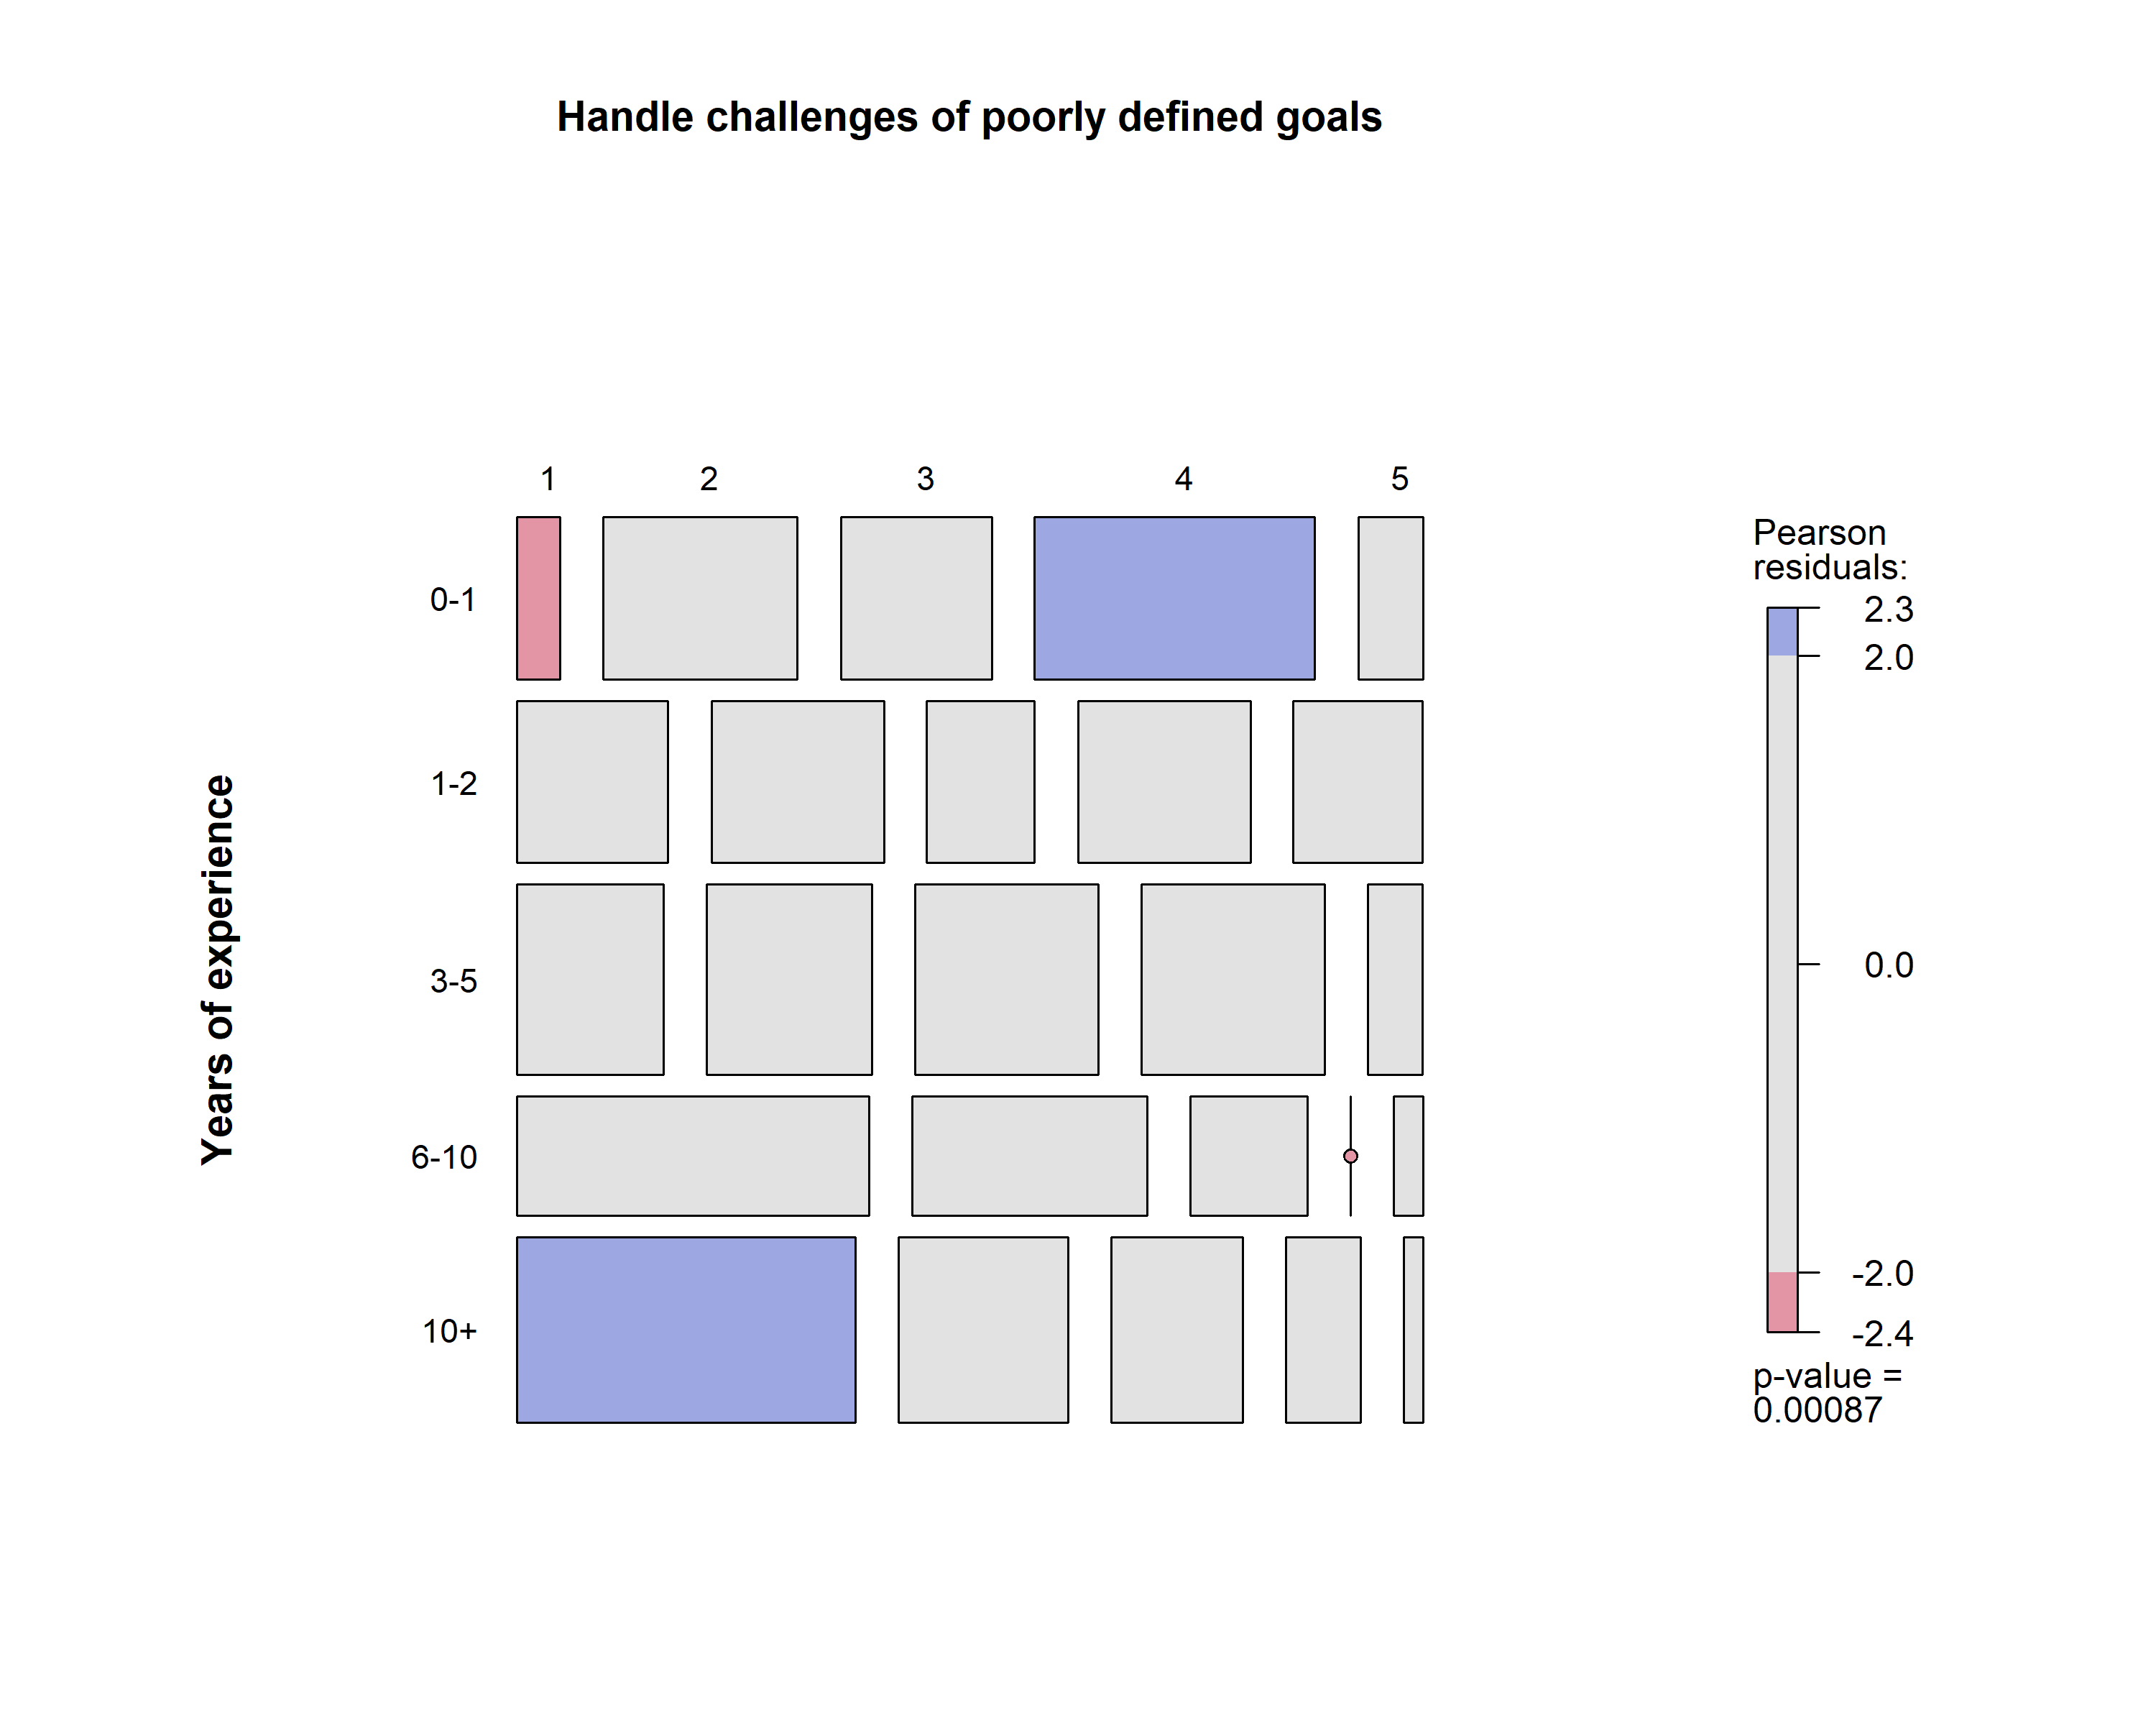 Handle challenges of poorly defined goals
1 2 3 4 5
Years of experience
0-1
1-2
3-5
6-10
10+
Pearson
residuals:
2.3
2.0
0.0
-2.0
-2.4
p-value =
0.00087